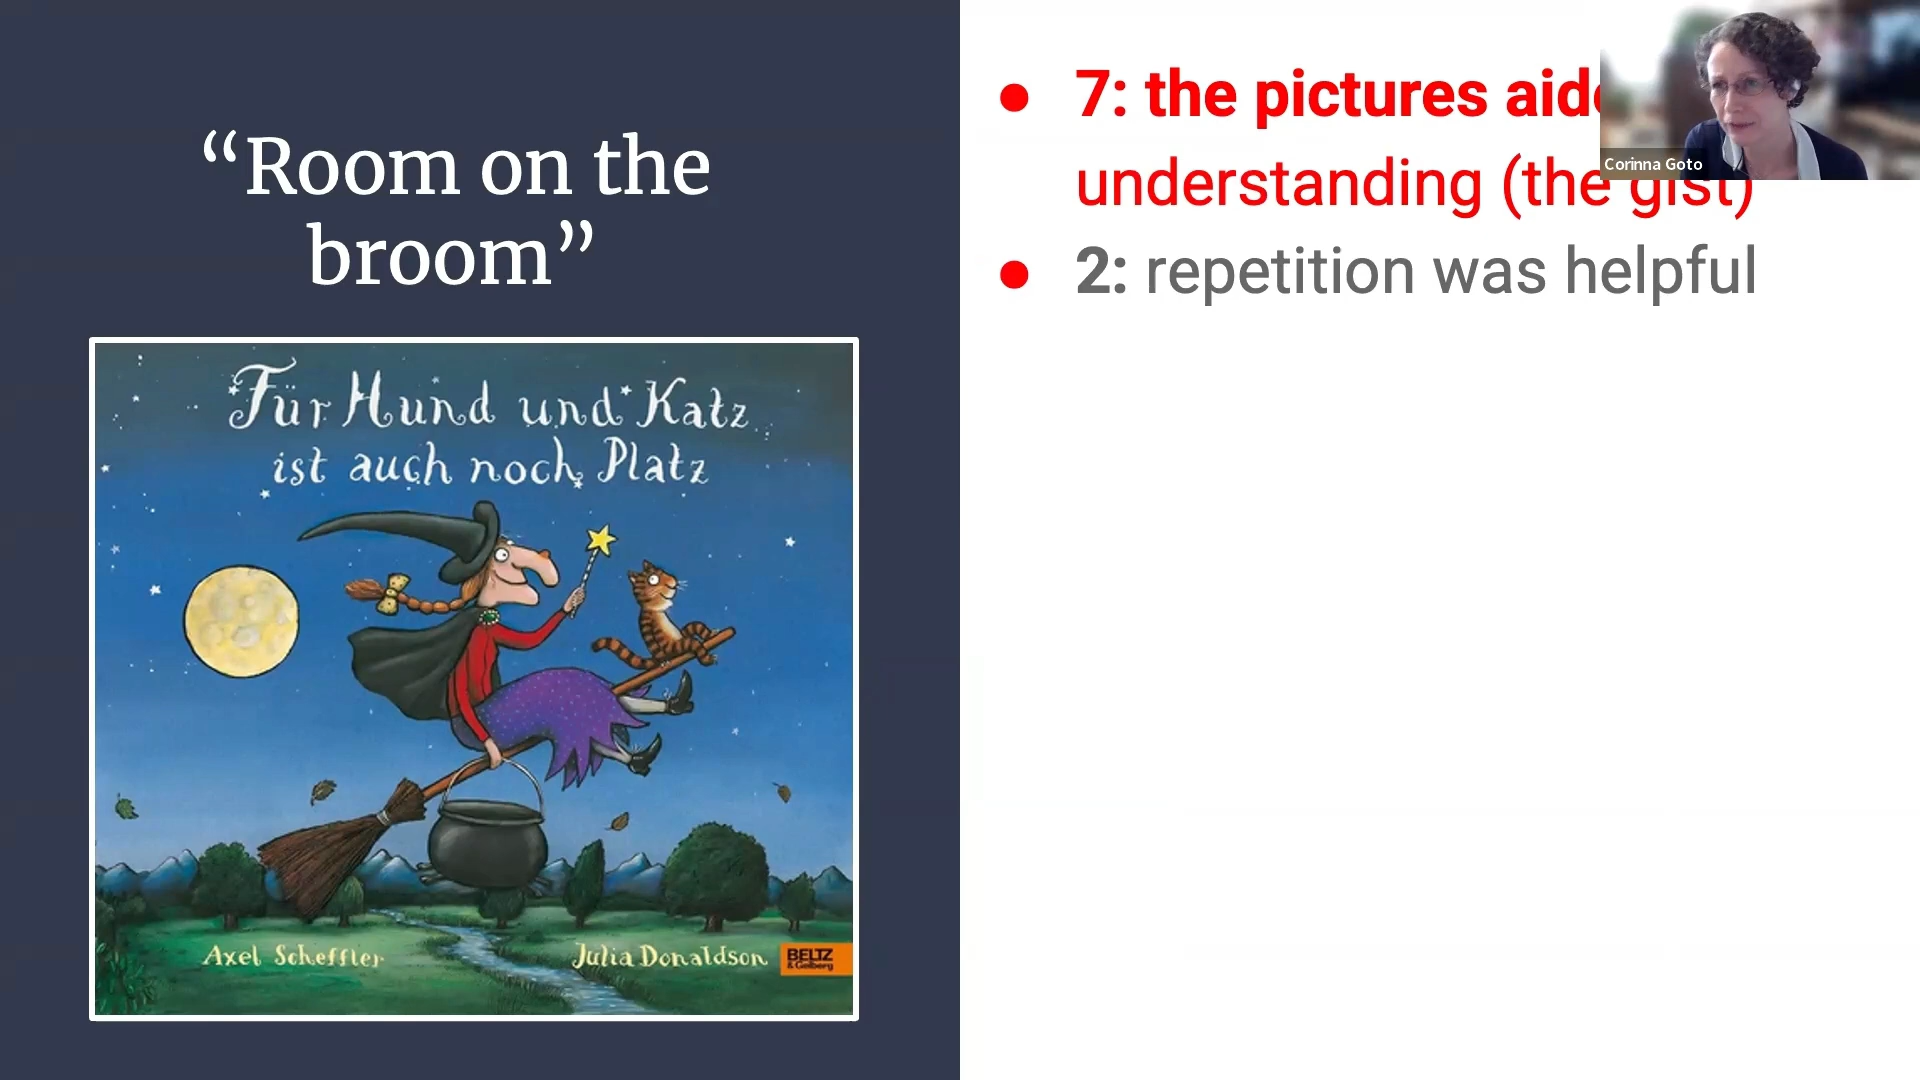 “Room on the
broom”
Für Hund und Katz
ist auch noch Platz
Axel Scheffler
Julia Donaldson
BELTZ
& Gelberg
7: the pictures
understanding (the gist)
2: repetition was helpful
Corinna Goto